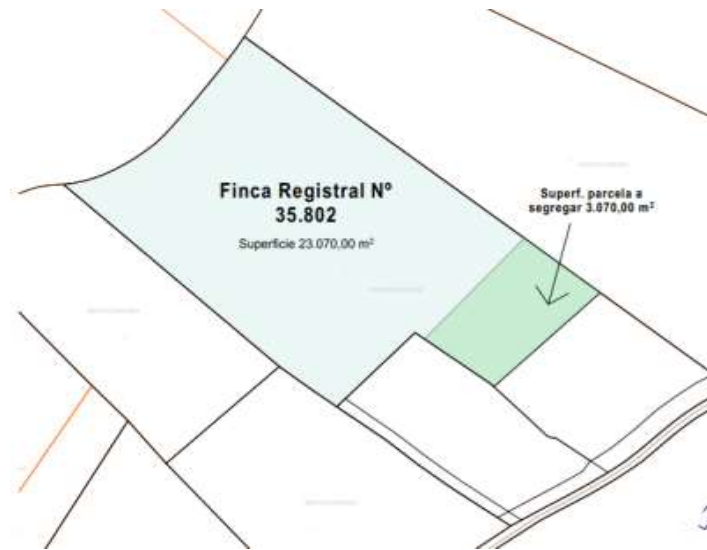 Finca Registral Nº
35.802
Superficie 23.070,00 m²
Superf. parcela a
segregar 3.070,00 m²